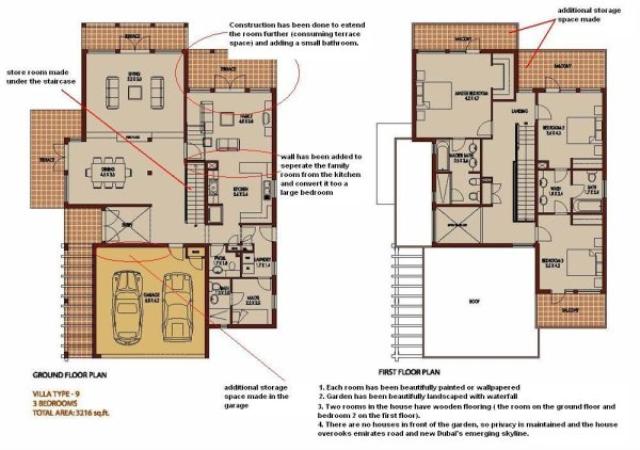 Construction has been done to extend
the room further (consuming terrace
space) and adding a small bathroom.
additional storage
space made
store room made
under the staircase
wall has been added to
seperate the family
room from the kitchen
and convert it too a
large bedroom
TERRACE
LIVING
TERRACE
FAMILY
TERRACE
DINING
KITCHEN
ENTRY
LAUNDRY
GARAGE
BALCONY
BALCONY
MASTER BEDROOM
LANDING
BEDROOM 2
MASTER BATH
BATH
BEDROOM 3
ROOF
BALCONY
GROUND FLOOR PLAN
VILLA TYPE - 9
3 BEDROOMS
TOTAL AREA: 3216 sq.ft.
additional storage
space made in the
garage
FIRST FLOOR PLAN
1. Each room has been beautifully painted or wallpapered
2. Garden has been beautifully landscaped with waterfall
3. Two rooms in the house have wooden flooring ( the room on the ground floor and
bedroom 2 on the first floor).
4. There are no houses in front of the garden, so privacy is maintained and the house
overooks emirates road and new Dubai's emerging skyline.